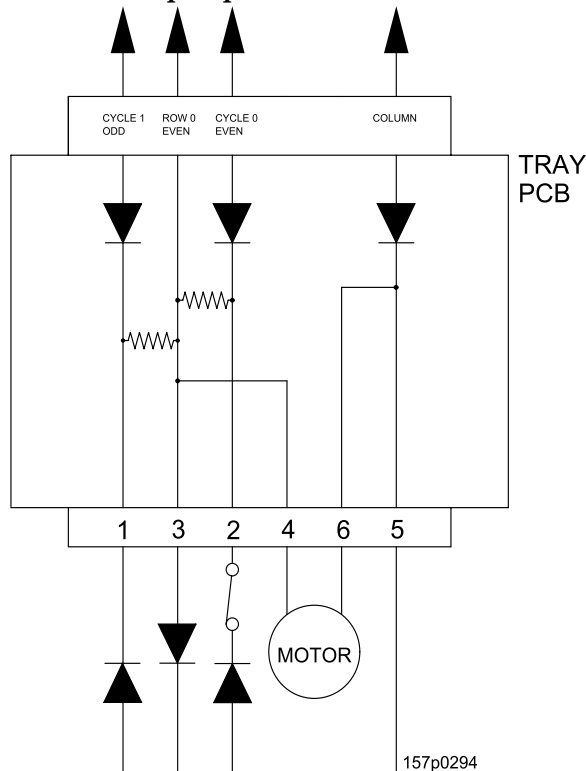 CYCLE 1
ODD
ROW 0
EVEN
CYCLE 0
EVEN
COLUMN
TRAY
PCB
1 3 2 4 6 5
MOTOR
157p0294